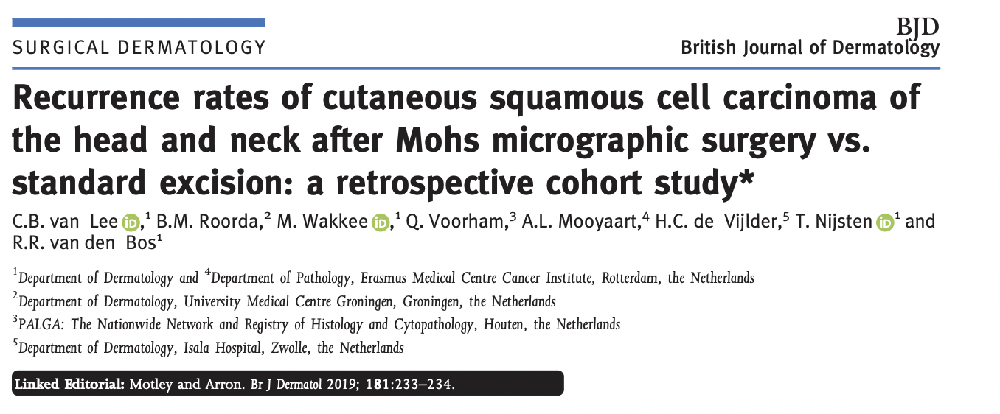 SURGICAL DERMATOLOGY
BJD
British Journal of Dermatology
Recurrence rates of cutaneous squamous cell carcinoma of
the head and neck after Mohs micrographic surgery vs.
standard excision: a retrospective cohort study*
C.B. van Lee iD,¹ B.M. Roorda,² M. Wakkee iD,¹ Q. Voorham,³ A.L. Mooyaart,⁴ H.C. de Vijlder,⁵ T. Nijsten iD¹ and
R.R. van den Bos¹
¹Department of Dermatology and ⁴Department of Pathology, Erasmus Medical Centre Cancer Institute, Rotterdam, the Netherlands
²Department of Dermatology, University Medical Centre Groningen, Groningen, the Netherlands
³PALGA: The Nationwide Network and Registry of Histology and Cytopathology, Houten, the Netherlands
⁵Department of Dermatology, Isala Hospital, Zwolle, the Netherlands
Linked Editorial: Motley and Arron. Br J Dermatol 2019; 181:233–234.